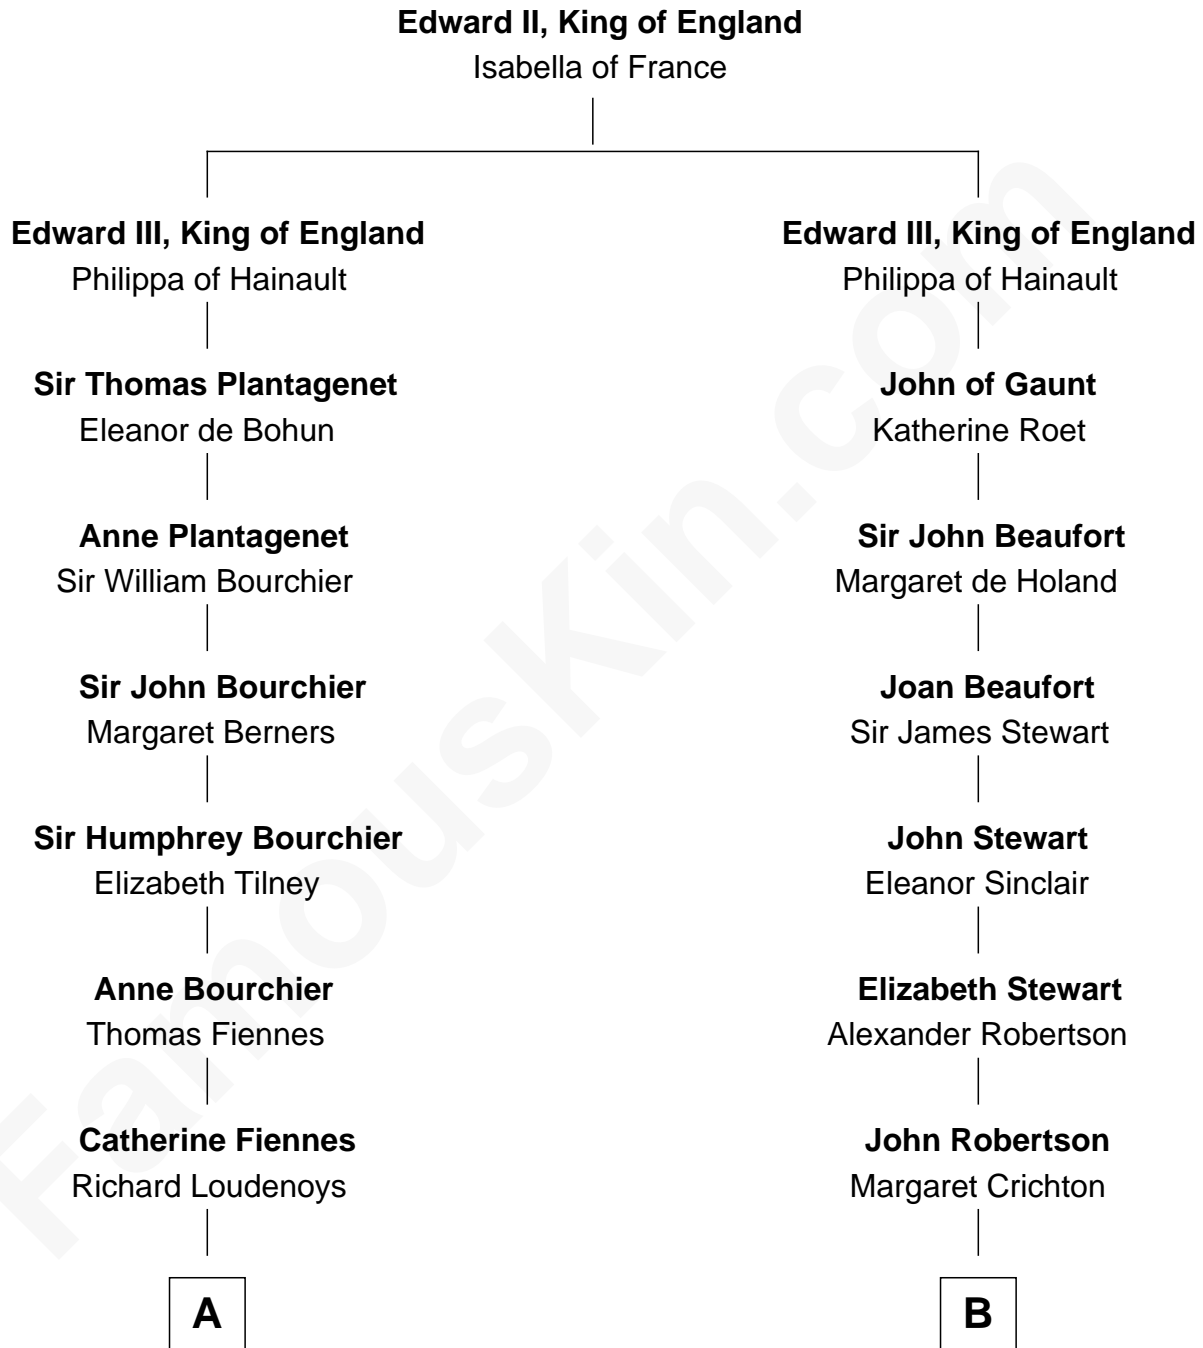 Edward II, King of England
Isabella of France
Edward III, King of England
Philippa of Hainault
Sir Thomas Plantagenet
Eleanor de Bohun
Anne Plantagenet
Sir William Bourchier
Sir John Bourchier
Margaret Berners
Sir Humphrey Bourchier
Elizabeth Tilney
Anne Bourchier
Thomas Fiennes
Catherine Fiennes
Richard Loudenoys
A
Edward III, King of England
Philippa of Hainault
John of Gaunt
Katherine Roet
Sir John Beaufort
Margaret de Holand
Joan Beaufort
Sir James Stewart
John Stewart
Eleanor Sinclair
Elizabeth Stewart
Alexander Robertson
John Robertson
Margaret Crichton
B
FamousKin.com